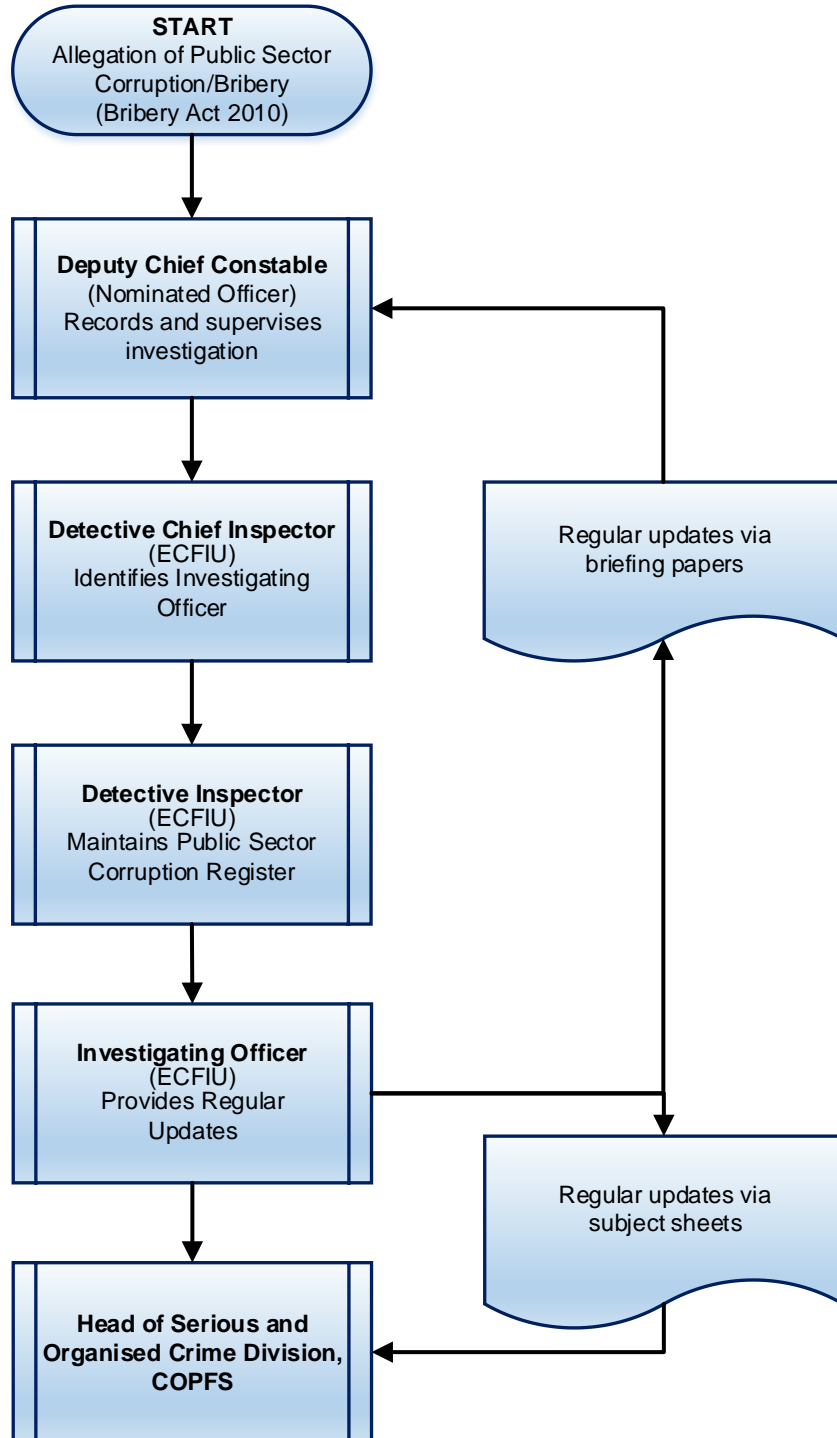 START
Allegation of Public Sector
Corruption/Bribery
(Bribery Act 2010)
Deputy Chief Constable
(Nominated Officer)
Records and supervises
investigation
Detective Chief Inspector
(ECFIU)
Identifies Investigating
Officer
Regular updates via
briefing papers
Detective Inspector
(ECFIU)
Maintains Public Sector
Corruption Register
Investigating Officer
(ECFIU)
Provides Regular
Updates
Regular updates via
subject sheets
Head of Serious and
Organised Crime Division,
COPFS